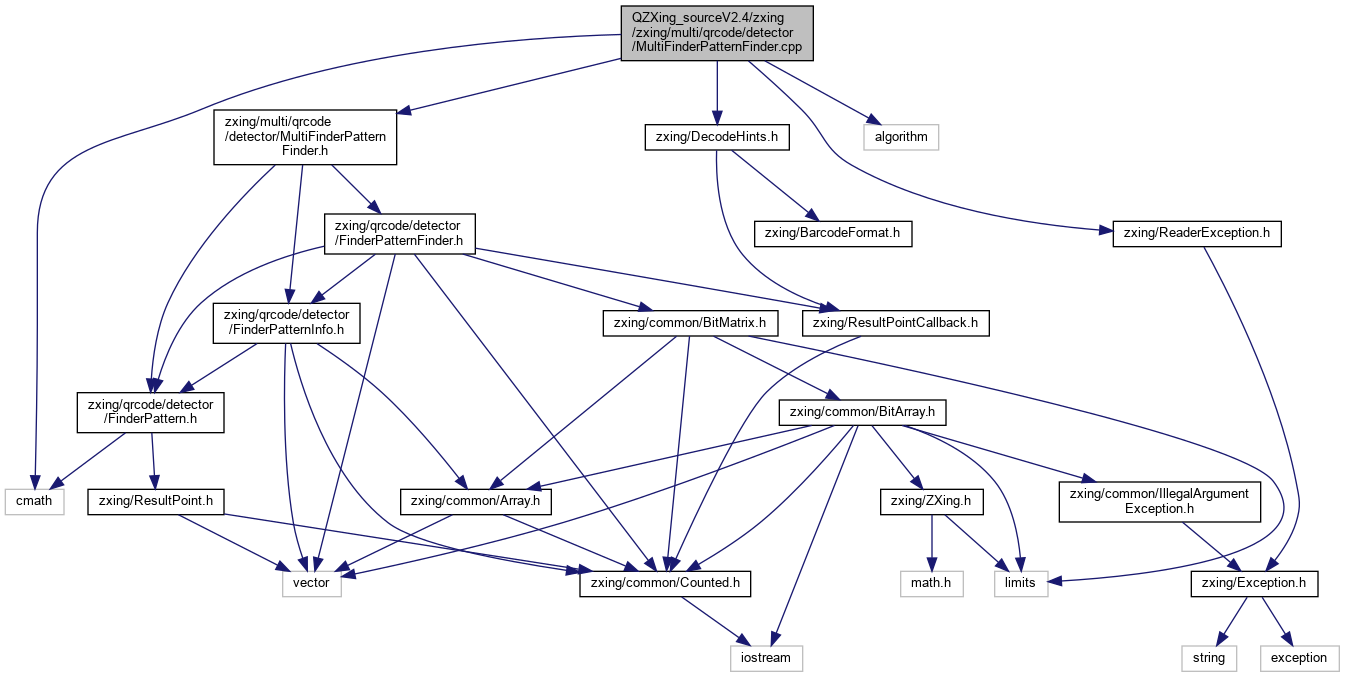 QZXing_sourceV2.4/zxing
/zxing/multi/qrcode/detector
/MultiFinderPatternFinder.cpp
zxing/multi/qrcode
/detector/MultiFinderPattern
Finder.h
zxing/DecodeHints.h
algorithm
zxing/qrcode/detector
/FinderPatternFinder.h
zxing/BarcodeFormat.h
zxing/ReaderException.h
zxing/qrcode/detector
/FinderPatternInfo.h
zxing/common/BitMatrix.h
zxing/ResultPointCallback.h
zxing/qrcode/detector
/FinderPattern.h
zxing/common/BitArray.h
cmath
zxing/ResultPoint.h
zxing/common/Array.h
zxing/ZXing.h
zxing/common/IllegalArgument
Exception.h
vector
zxing/common/Counted.h
math.h
limits
zxing/Exception.h
iostream
string
exception